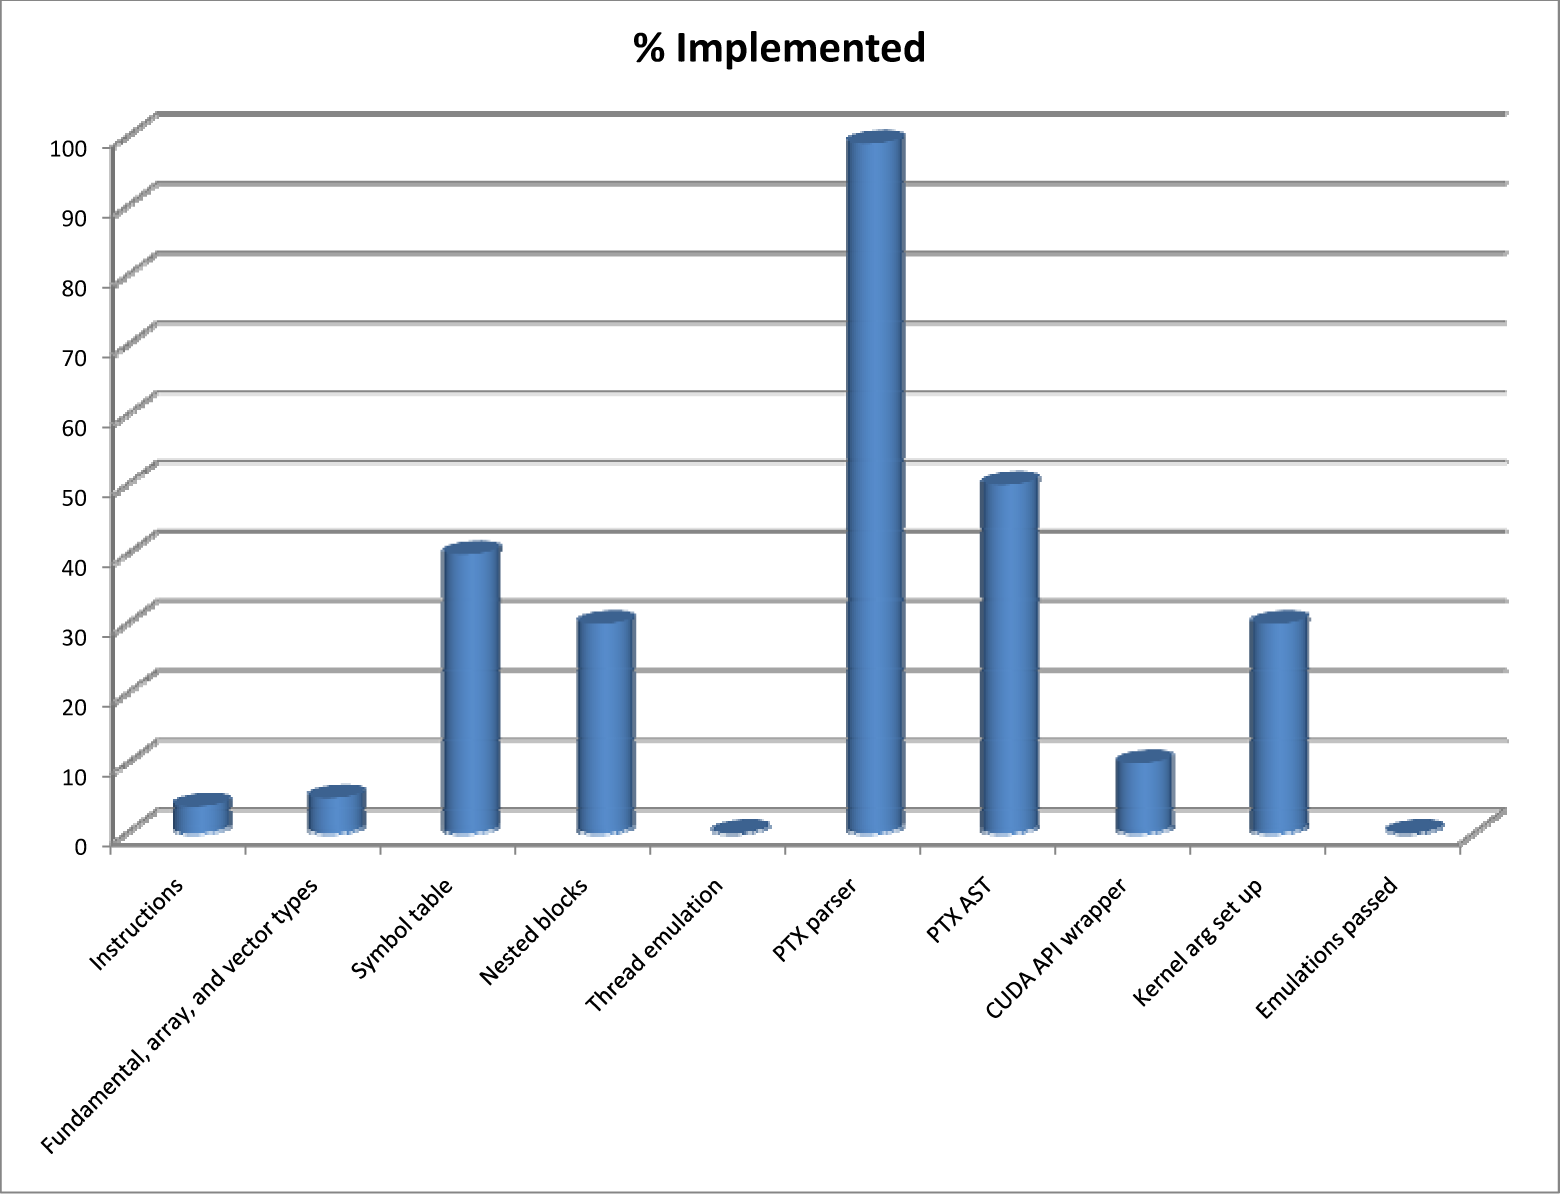 % Implemented
100
90
80
70
60
50
40
30
20
10
0
Instructions
Fundamental, array, and vector types
Symbol table
Nested blocks
Thread emulation
PTX parser
PTX AST
CUDA API wrapper
Kernel arg set up
Emulations passed